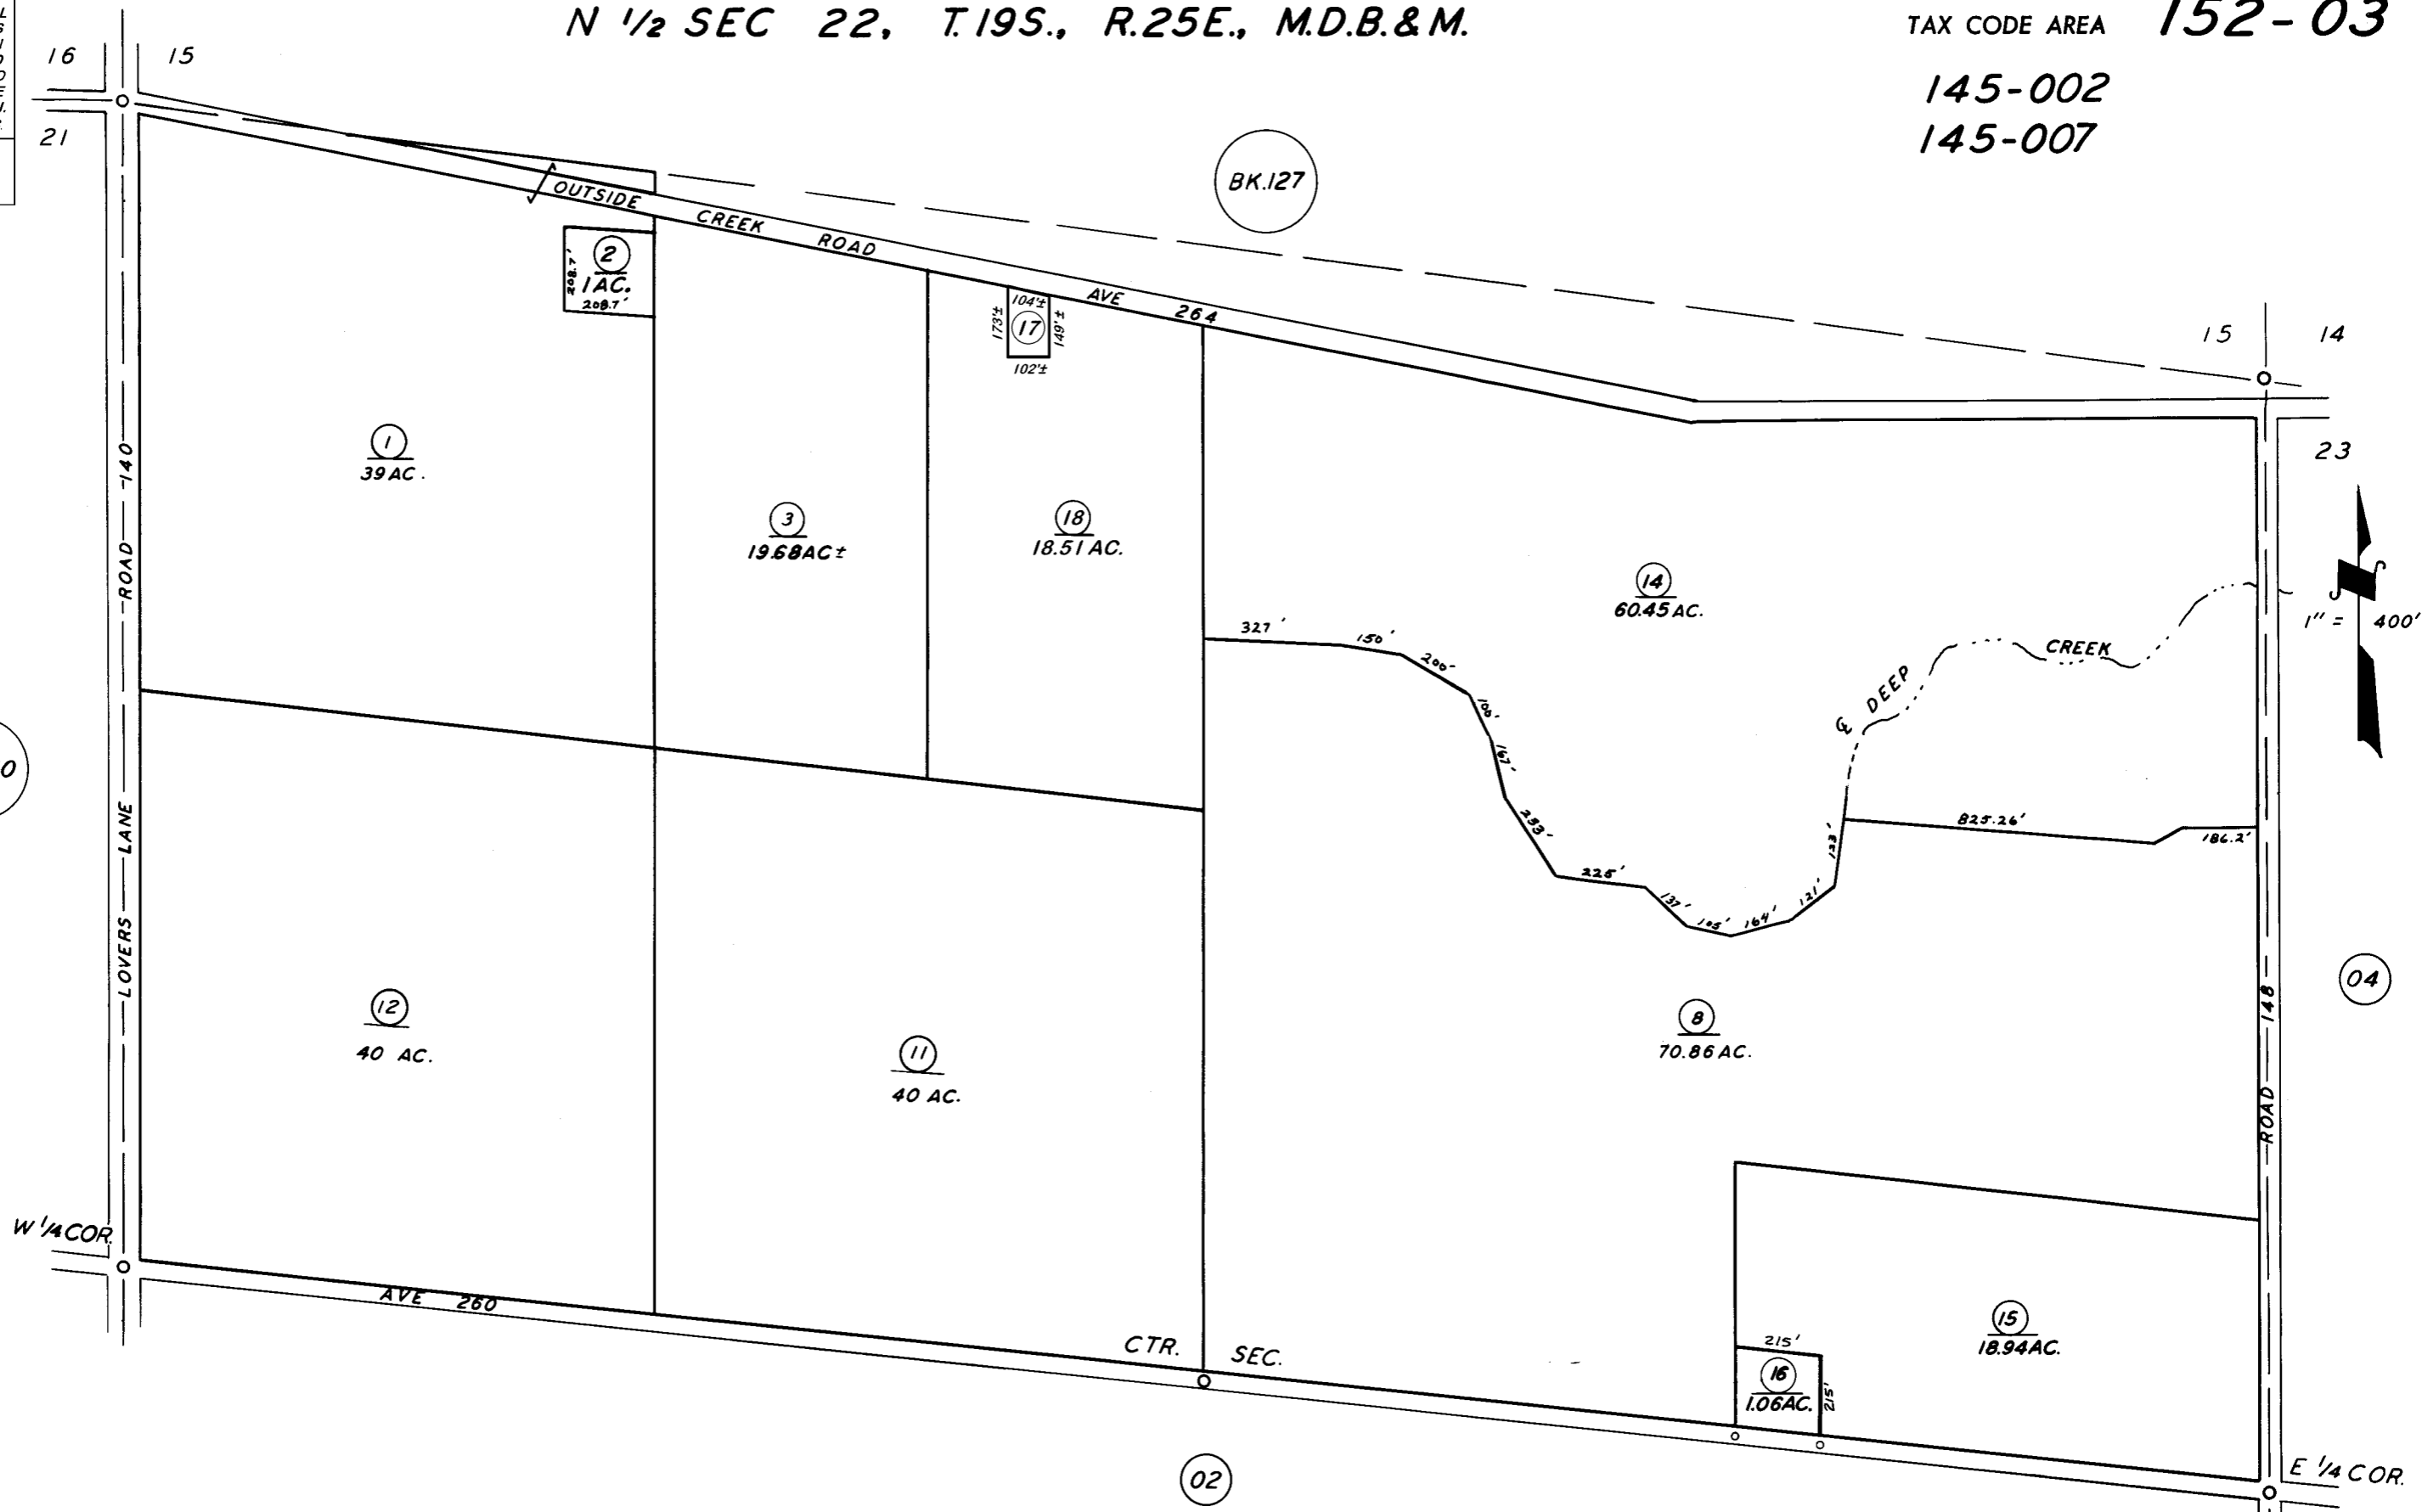 N 1/2 SEC 22, T.19S., R.25E., M.D.B.&M.
TAX CODE AREA 152-03
145-002
145-007
16 15
21
BK.127
OUTSIDE CREEK ROAD
AVE 264
2
1AC.
208.7'
208.7'
104'±
173'±
17
149'±
102'±
15 14
23
1
39 AC.
3
19.68AC±
18
18.51 AC.
14
60.45 AC.
1" = 400'
327'
150'
200'
100'
167'
253'
225'
137'
105'
164'
121'
133'
℄ DEEP CREEK
825.26'
186.2'
LOVERS LANE ROAD 140
ROAD 148
04
12
40 AC.
11
40 AC.
8
70.86 AC.
W 1/4 COR.
AVE 260
CTR. SEC.
15
18.94AC.
215'
16
1.06AC.
215'
02
E 1/4 COR.